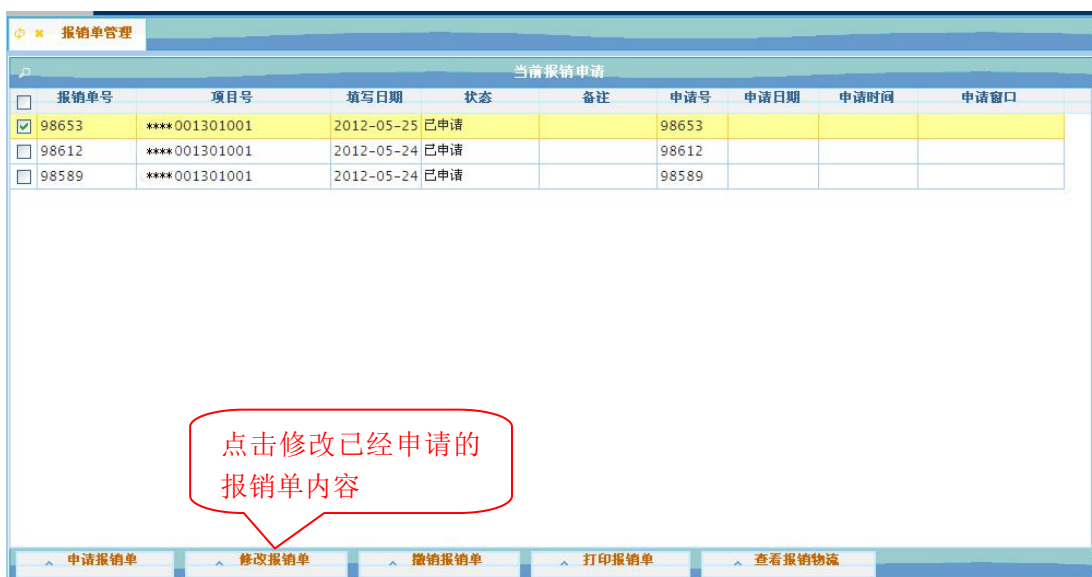 报销单管理
当前报销申请
报销单号 项目号 填写日期 状态 备注 申请号 申请日期 申请时间 申请窗口
98653 ****001301001 2012-05-25 已申请 98653
98612 ****001301001 2012-05-24 已申请 98612
98589 ****001301001 2012-05-24 已申请 98589
点击修改已经申请的
报销单内容
申请报销单 修改报销单 撤销报销单 打印报销单 查看报销物流